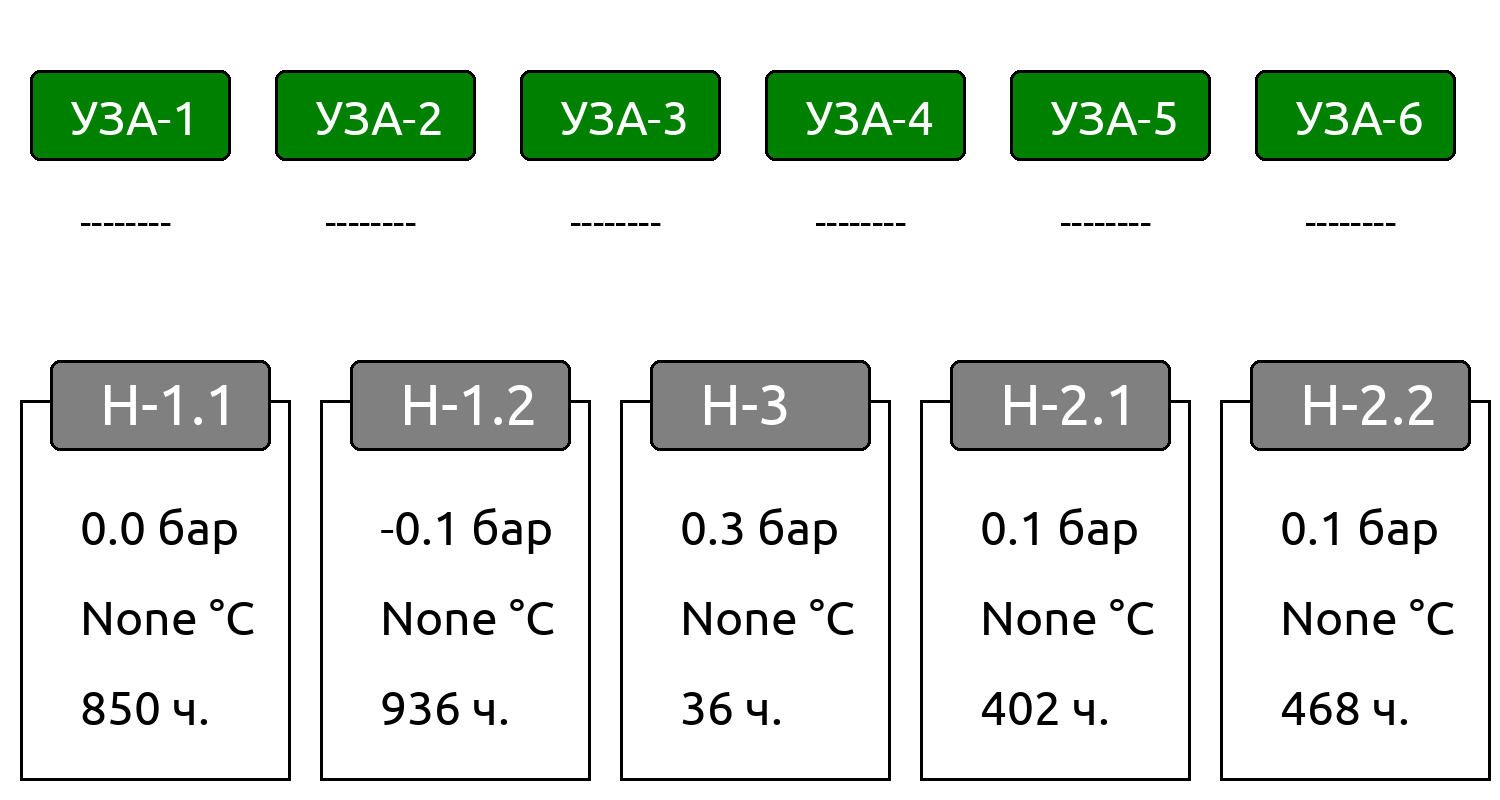 УЗА-1 УЗА-2 УЗА-3 УЗА-4 УЗА-5 УЗА-6
-------- -------- -------- -------- -------- --------
Н-1.1 Н-1.2 Н-3 Н-2.1 Н-2.2
0.0 бар -0.1 бар 0.3 бар 0.1 бар 0.1 бар
None °C None °C None °C None °C None °C
850 ч. 936 ч. 36 ч. 402 ч. 468 ч.